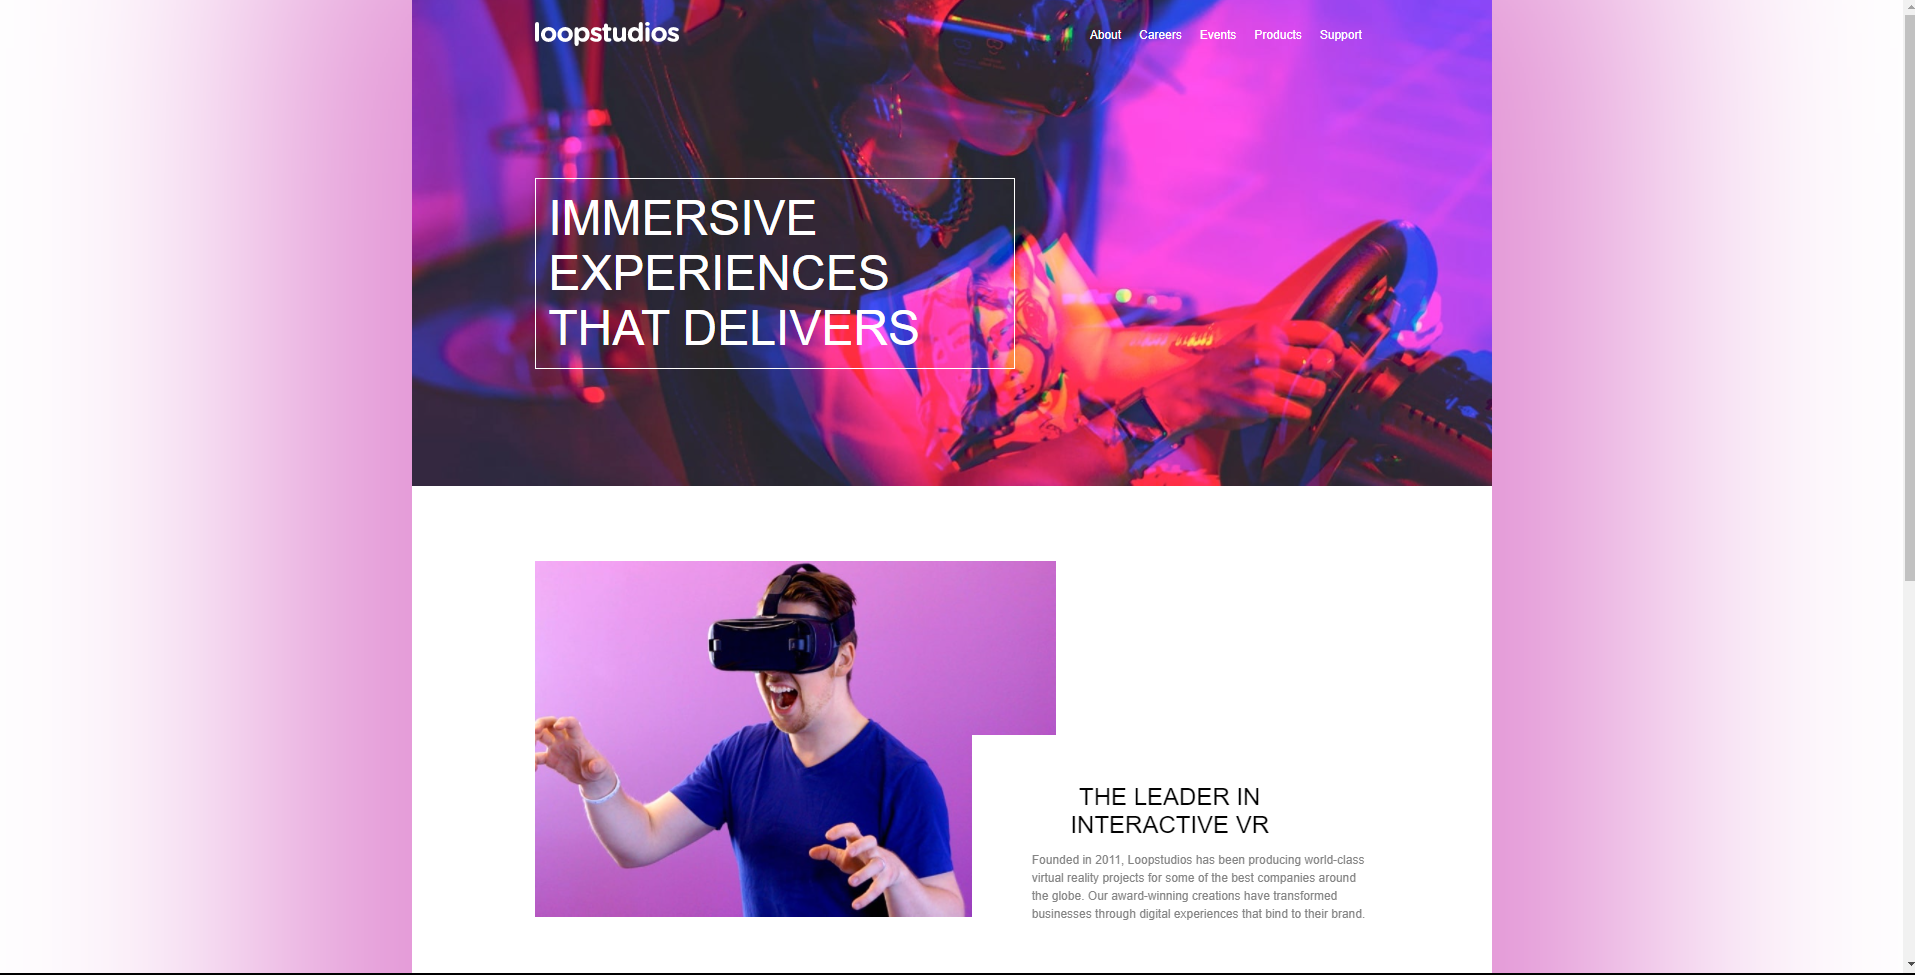 loopstudios
About Careers Events Products Support
IMMERSIVE
EXPERIENCES
THAT DELIVERS
THE LEADER IN
INTERACTIVE VR
Founded in 2011, Loopstudios has been producing world-class
virtual reality projects for some of the best companies around
the globe. Our award-winning creations have transformed
businesses through digital experiences that bind to their brand.